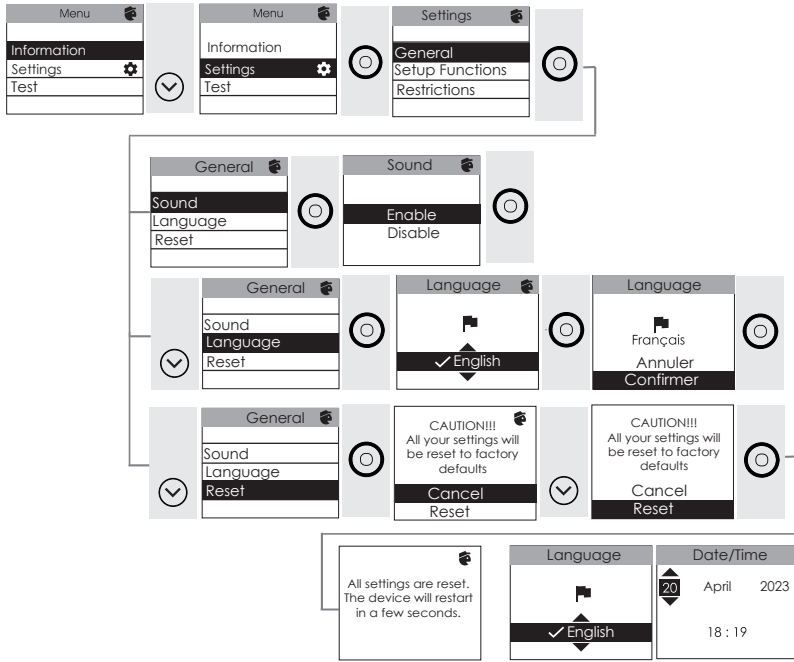 Menu
Information
Settings
Test
Menu
Information
Settings
Test
Settings
General
Setup Functions
Restrictions
General
Sound
Language
Reset
Sound
Enable
Disable
General
Sound
Language
Reset
Language
English
Language
Français
Annuler
Confirmer
General
Sound
Language
Reset
CAUTION!!!
All your settings will
be reset to factory
defaults
Cancel
Reset
CAUTION!!!
All your settings will
be reset to factory
defaults
Cancel
Reset
All settings are reset.
The device will restart
in a few seconds.
Language
English
Date/Time
20 April 2023
18 : 19